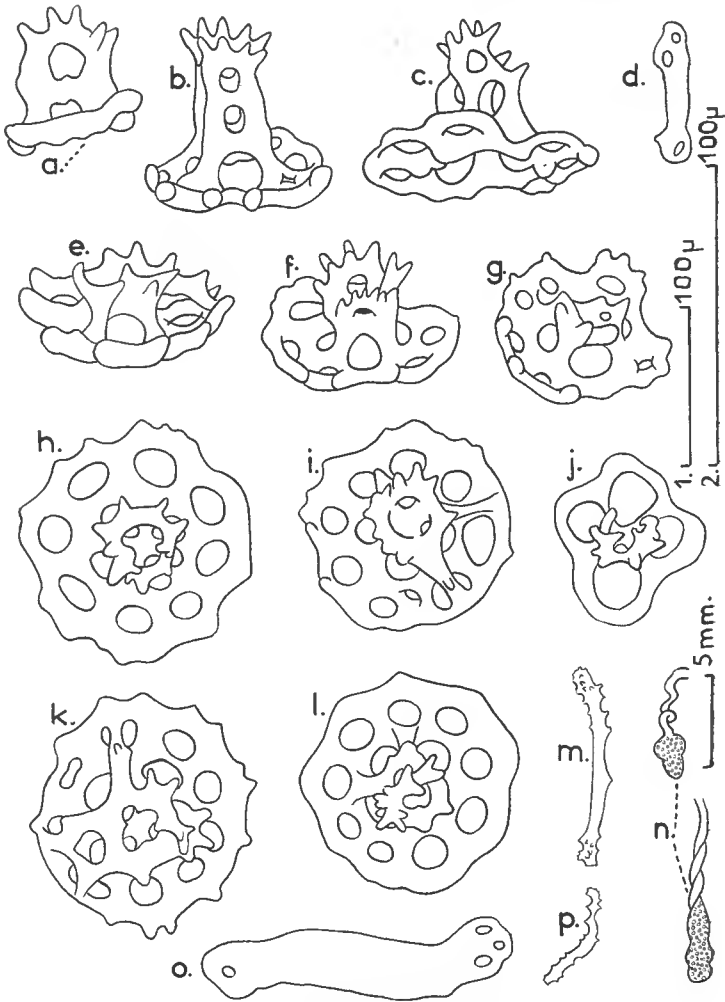 a.
b.
c.
d.
e.
f.
g.
100µ
100µ
h.
i.
j.
1.
2.
k.
l.
m.
5mm.
n.
o.
p.